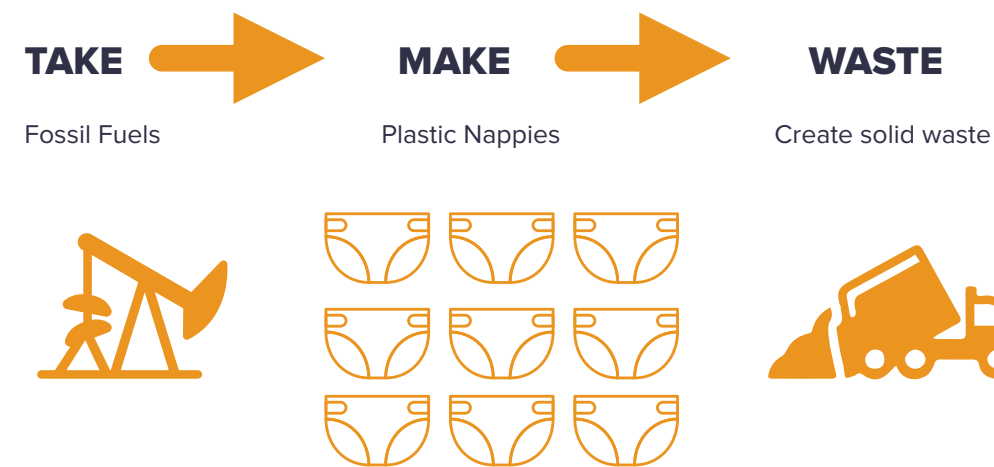 TAKE
MAKE
WASTE
Fossil Fuels
Plastic Nappies
Create solid waste